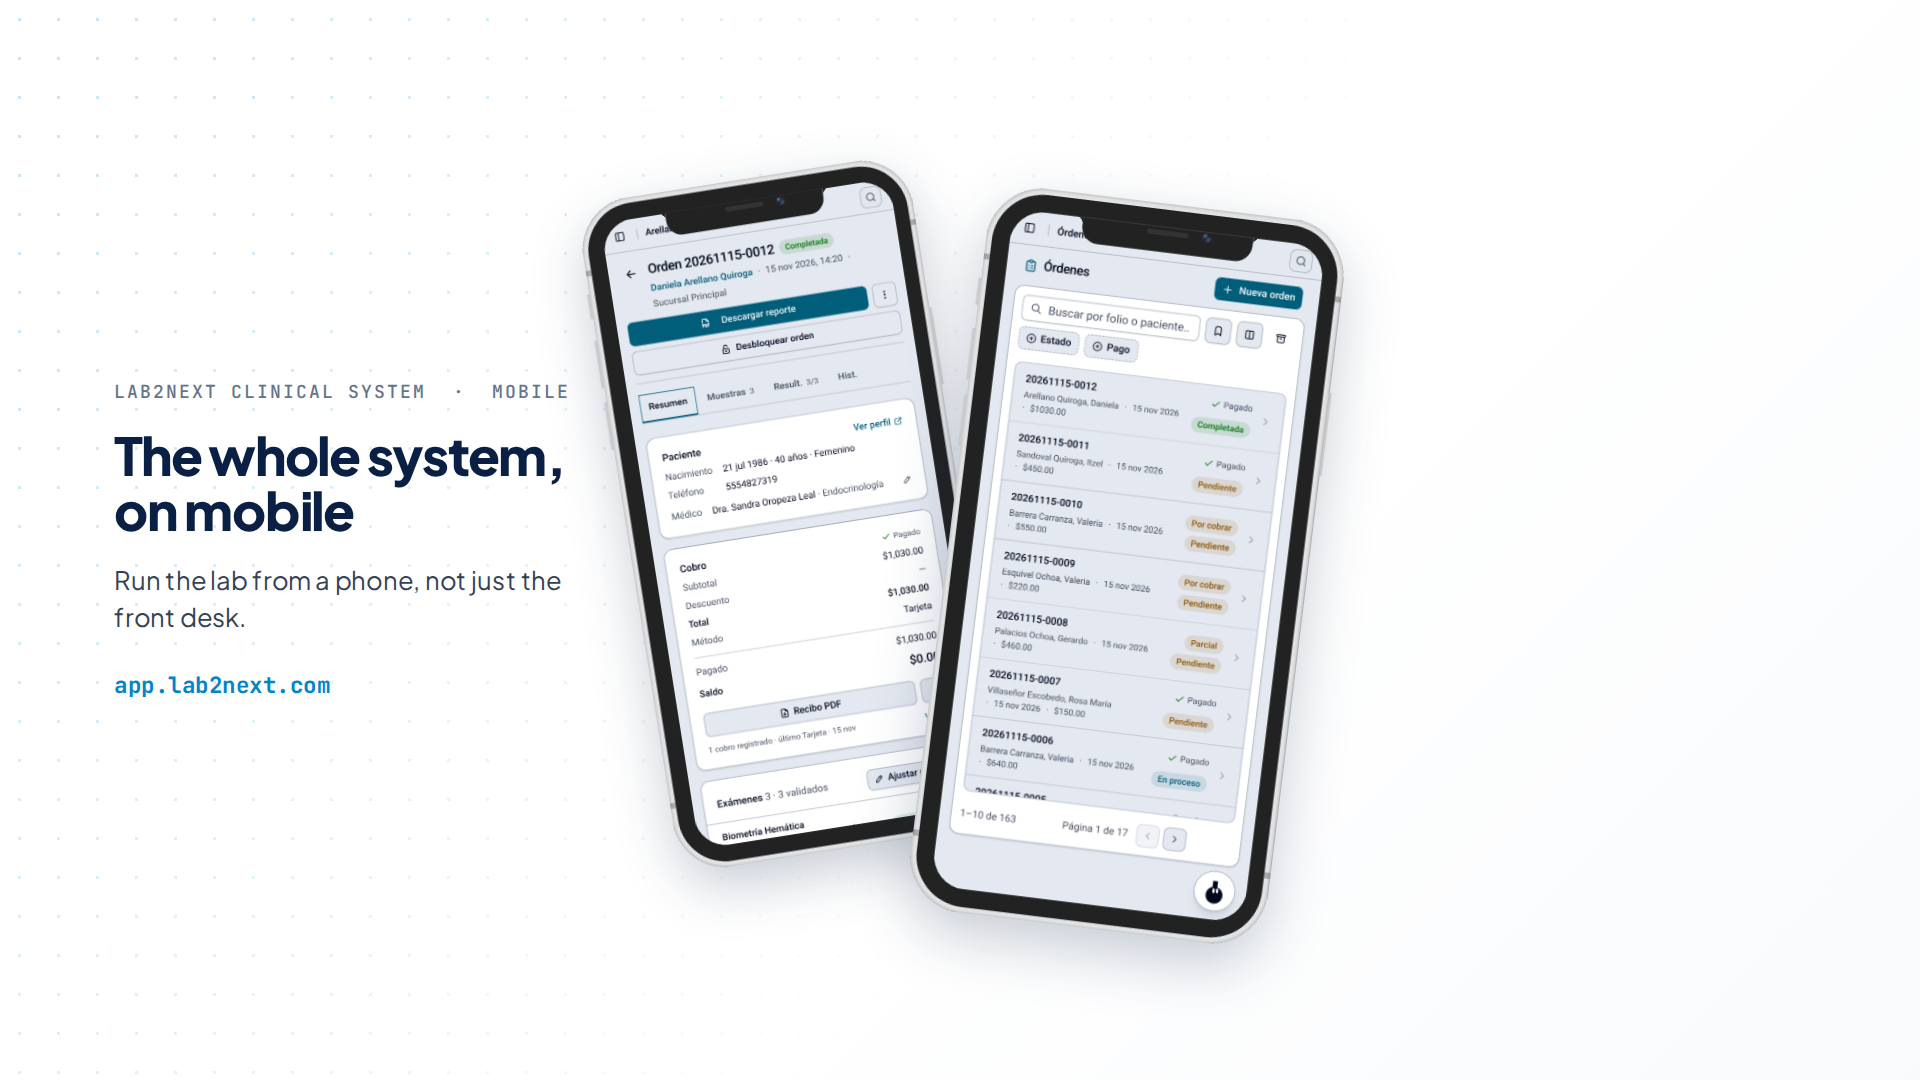 LAB2NEXT CLINICAL SYSTEM · MOBILE
The whole system,
on mobile
Run the lab from a phone, not just the
front desk.
app.lab2next.com
Orden 20261115-0012 Completada
Daniela Arellano Quiroga · 15 nov 2026, 14:20 ·
Sucursal Principal
Descargar reporte
Desbloquear orden
Resumen Muestras 3 Result. 3/3 Hist.
Paciente Ver perfil
Nacimiento 21 jul 1986 · 40 años · Femenino
Teléfono 5554827319
Médico Dra. Sandra Oropeza Leal · Endocrinología
Cobro Pagado
Subtotal $1,030.00
Descuento —
Total $1,030.00
Método Tarjeta
Pagado $1,030.00
Saldo
Recibo PDF
1 cobro registrado · último Tarjeta · 15 nov
Exámenes 3 · 3 validados Ajustar
Biometría Hemática
Órdenes
Nueva orden
Buscar por folio o paciente..
Estado Pago
20261115-0012 Pagado
Arellano Quiroga, Daniela · 15 nov 2026
· $1030.00 Completada
20261115-0011 Pagado
Sandoval Quiroga, Itzel · 15 nov 2026
· $450.00 Pendiente
20261115-0010 Por cobrar
Barrera Carranza, Valeria · 15 nov 2026
· $550.00 Pendiente
20261115-0009 Por cobrar
Esquivel Ochoa, Valeria · 15 nov 2026
· $220.00 Pendiente
20261115-0008 Parcial
Palacios Ochoa, Gerardo · 15 nov 2026
· $460.00 Pendiente
20261115-0007 Pagado
Villaseñor Escobedo, Rosa María
· 15 nov 2026 · $150.00 Pendiente
20261115-0006 Pagado
Barrera Carranza, Valeria · 15 nov 2026
· $640.00 En proceso
1–10 de 163 Página 1 de 17